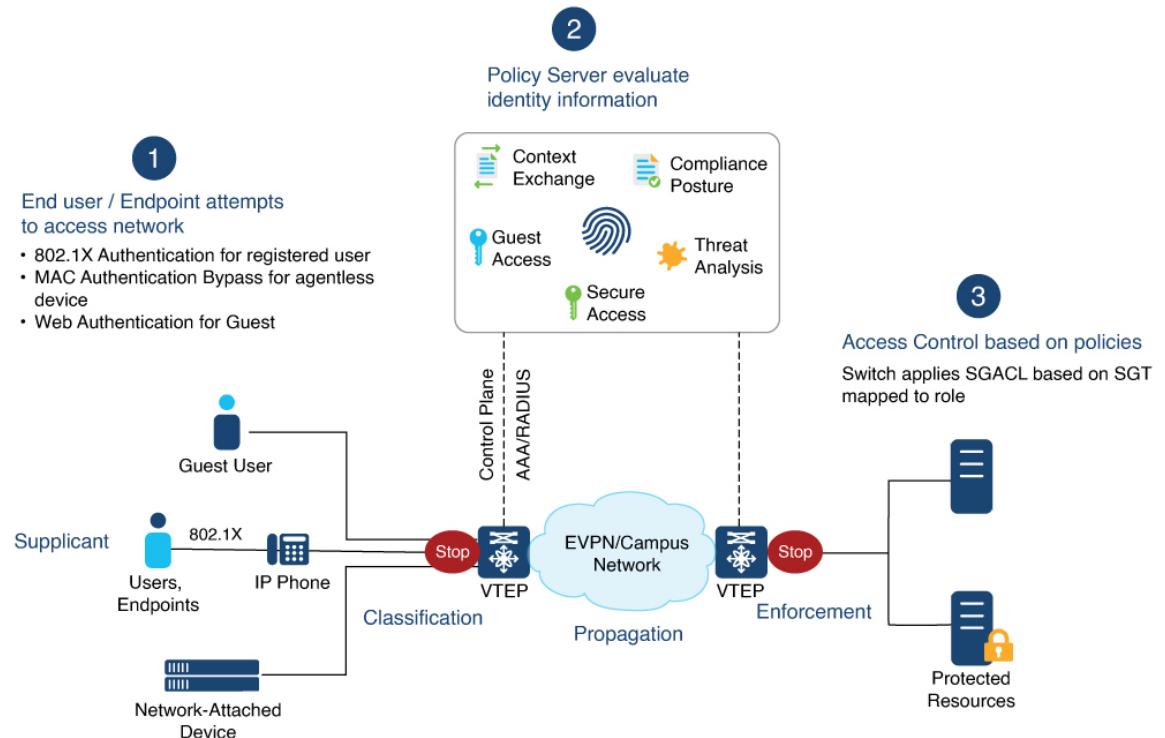 2
Policy Server evaluate
identity information
Context
Exchange
Compliance
Posture
Guest
Access
Threat
Analysis
Secure
Access
1
End user / Endpoint attempts
to access network
• 802.1X Authentication for registered user
• MAC Authentication Bypass for agentless
device
• Web Authentication for Guest
3
Access Control based on policies
Switch applies SGACL based on SGT
mapped to role
Control Plane
AAA/RADIUS
Guest User
Supplicant
802.1X
Users,
Endpoints
IP Phone
Stop
VTEP
EVPN/Campus
Network
VTEP
Stop
Classification
Propagation
Enforcement
Network-Attached
Device
Protected
Resources